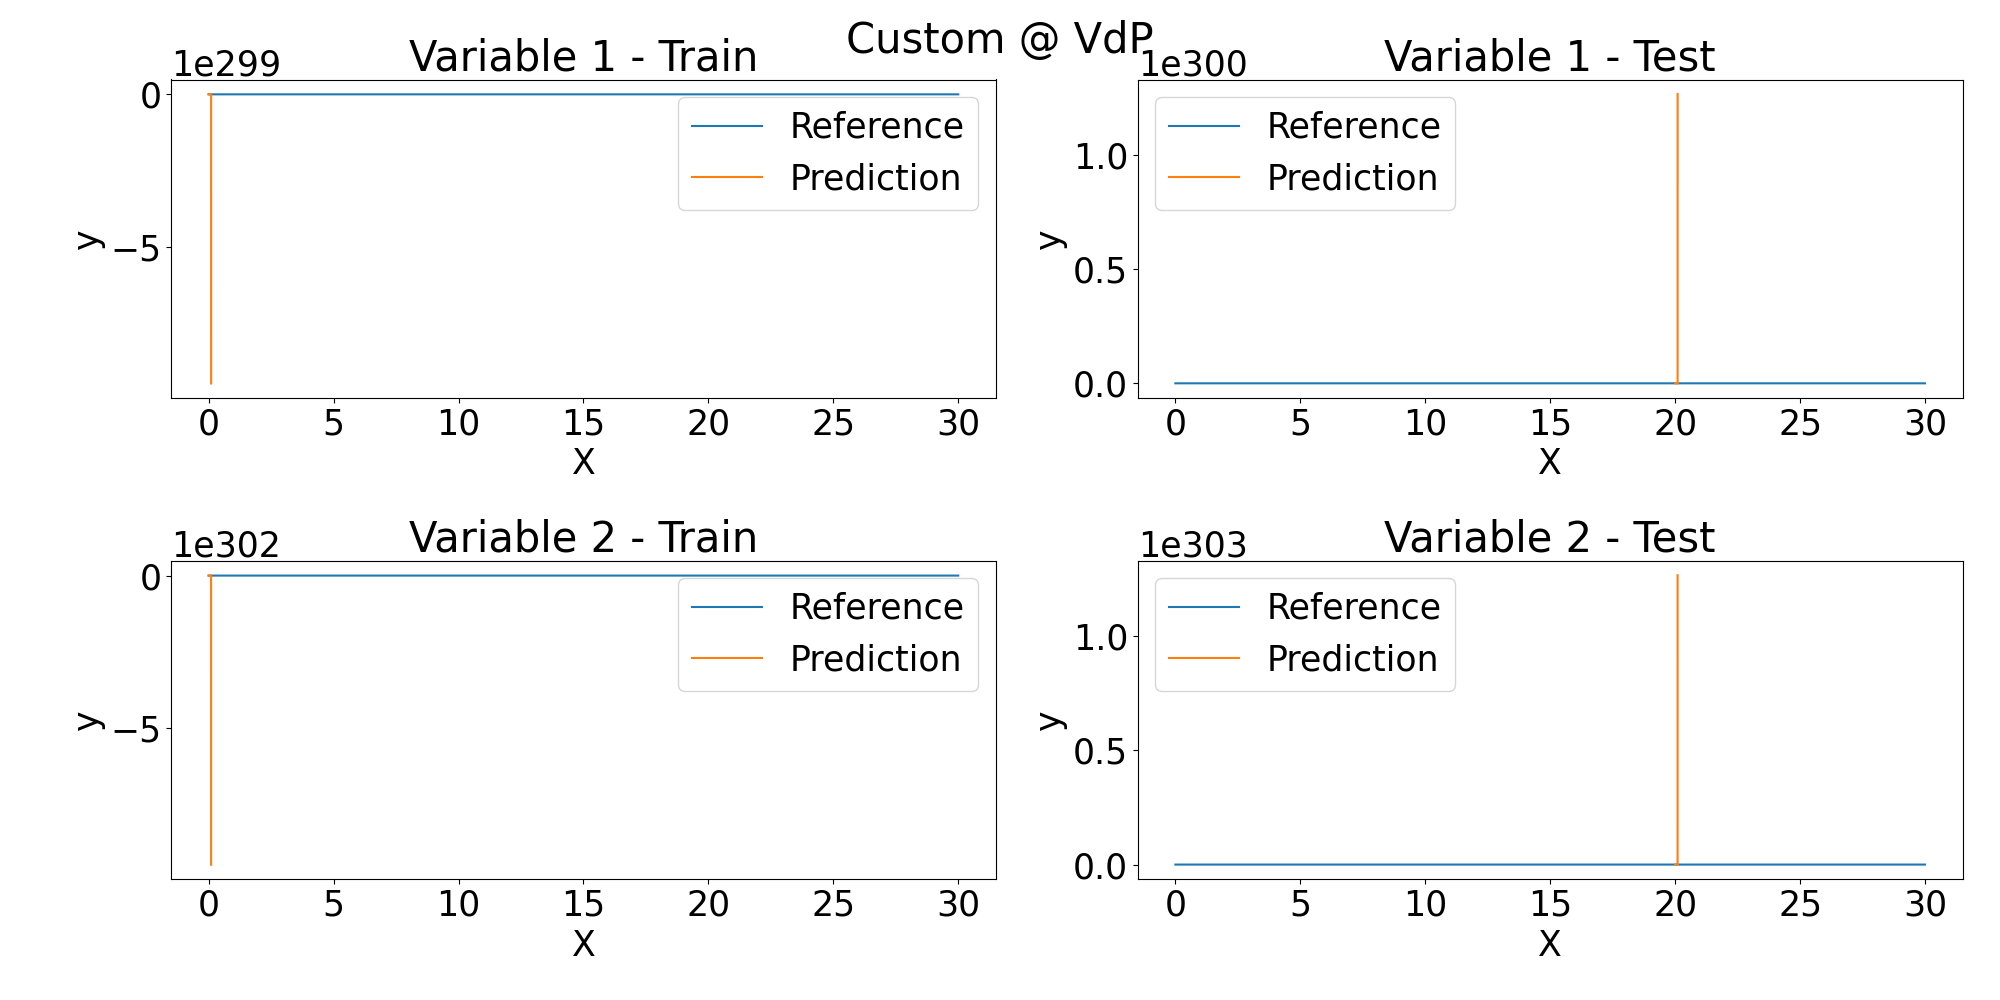 Custom @ VdP
Variable 1 - Train
1e299
0
−5
y
0 5 10 15 20 25 30
X
Reference
Prediction
Variable 1 - Test
1e300
1.0
0.5
0.0
y
0 5 10 15 20 25 30
X
Reference
Prediction
Variable 2 - Train
1e302
0
−5
y
0 5 10 15 20 25 30
X
Reference
Prediction
Variable 2 - Test
1e303
1.0
0.5
0.0
y
0 5 10 15 20 25 30
X
Reference
Prediction